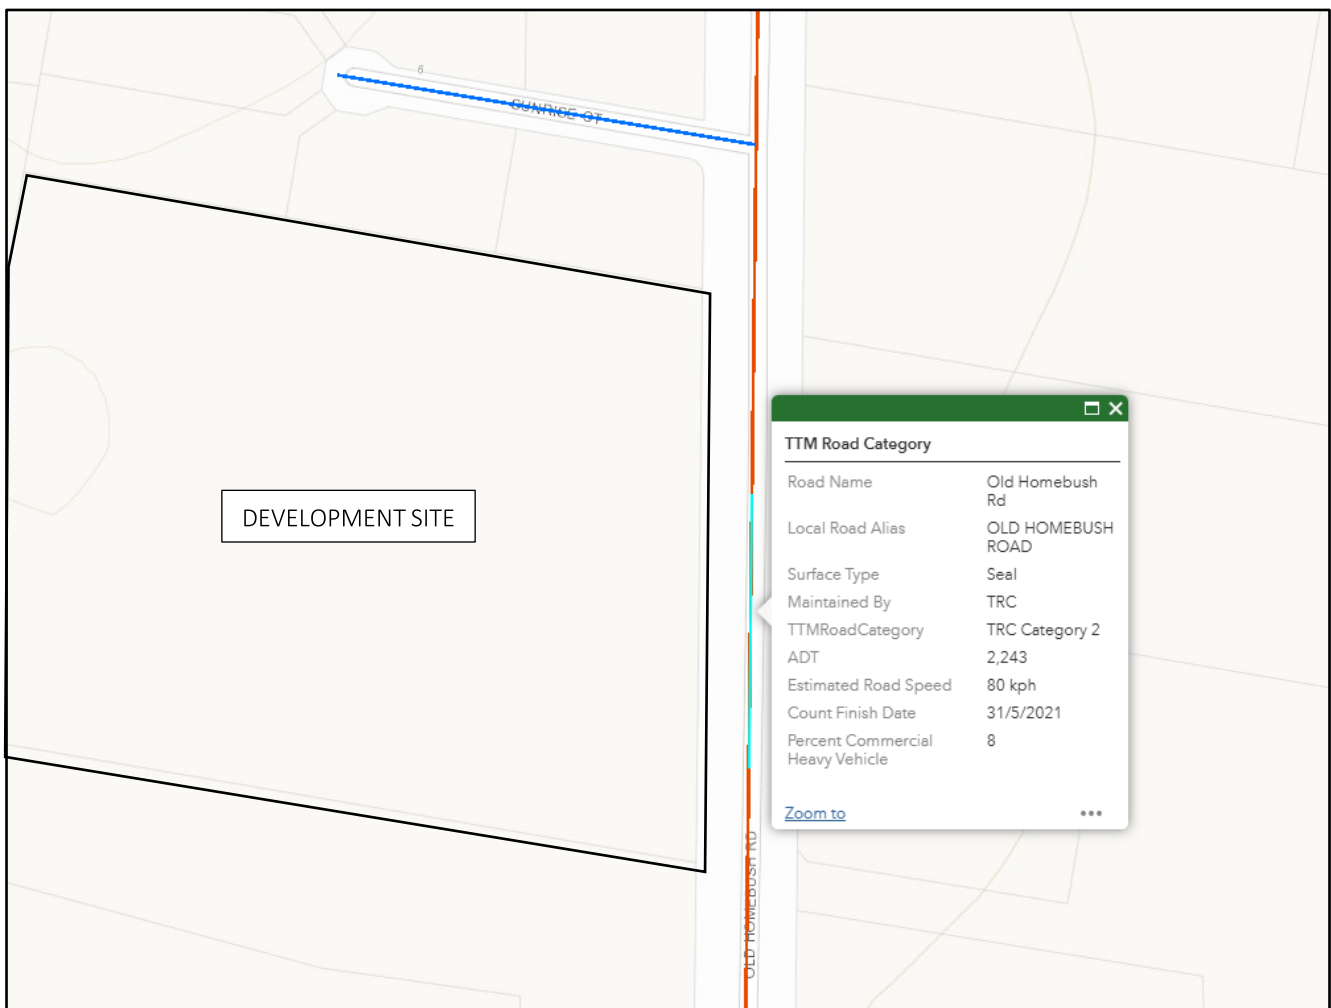 6
SUNRISE CT
DEVELOPMENT SITE
TTM Road Category
Road Name Old Homebush
Rd
Local Road Alias OLD HOMEBUSH
ROAD
Surface Type Seal
Maintained By TRC
TTMRoadCategory TRC Category 2
ADT 2,243
Estimated Road Speed 80 kph
Count Finish Date 31/5/2021
Percent Commercial 8
Heavy Vehicle
Zoom to
OLD HOMEBUSH RD